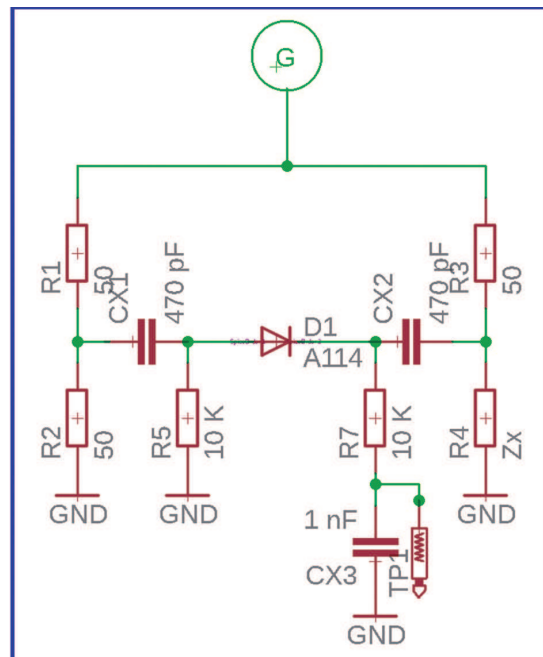 G
R1
50
CX1
470 pF
D1
A114
CX2
470 pF
R3
50
R2
50
R5
10 K
R7
10 K
R4
Zx
GND
GND
GND
1 nF
CX3
TP1
GND